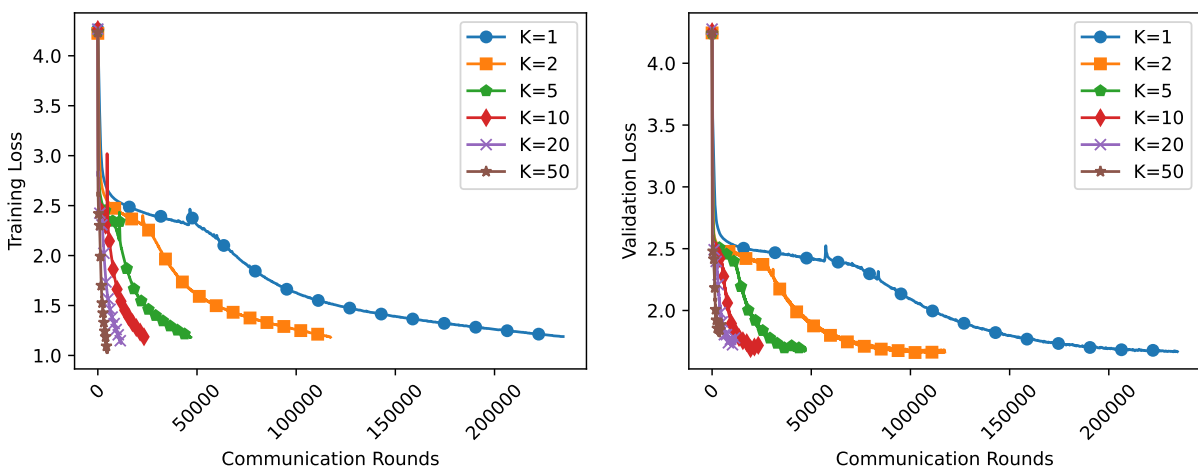 Training Loss
4.0
3.5
3.0
2.5
2.0
1.5
1.0
K=1
K=2
K=5
K=10
K=20
K=50
0
50000
100000
150000
200000
Communication Rounds
Validation Loss
4.0
3.5
3.0
2.5
2.0
K=1
K=2
K=5
K=10
K=20
K=50
0
50000
100000
150000
200000
Communication Rounds